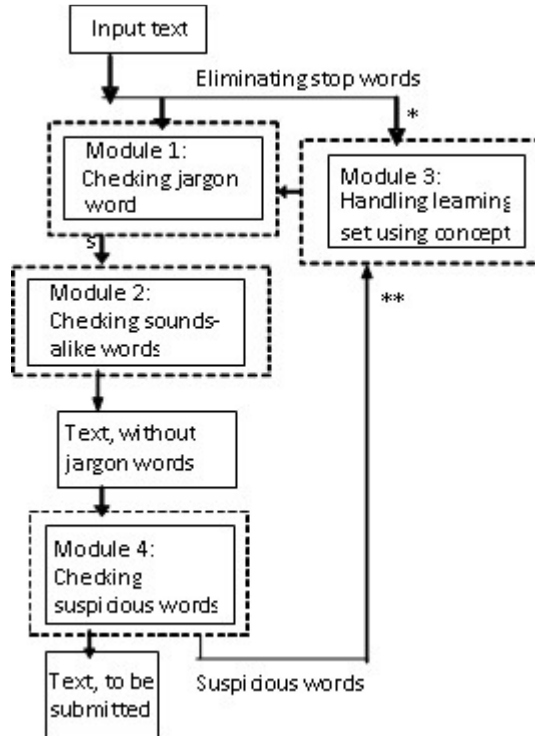 Input text
Eliminating stop words
*
Module 1:
Checking jargon
word
Module 3:
Handling learning
set using concept
s
Module 2:
Checking sounds-
alike words
**
Text, without
jargon words
Module 4:
Checking
suspicious words
Suspicious words
Text, to be
submitted